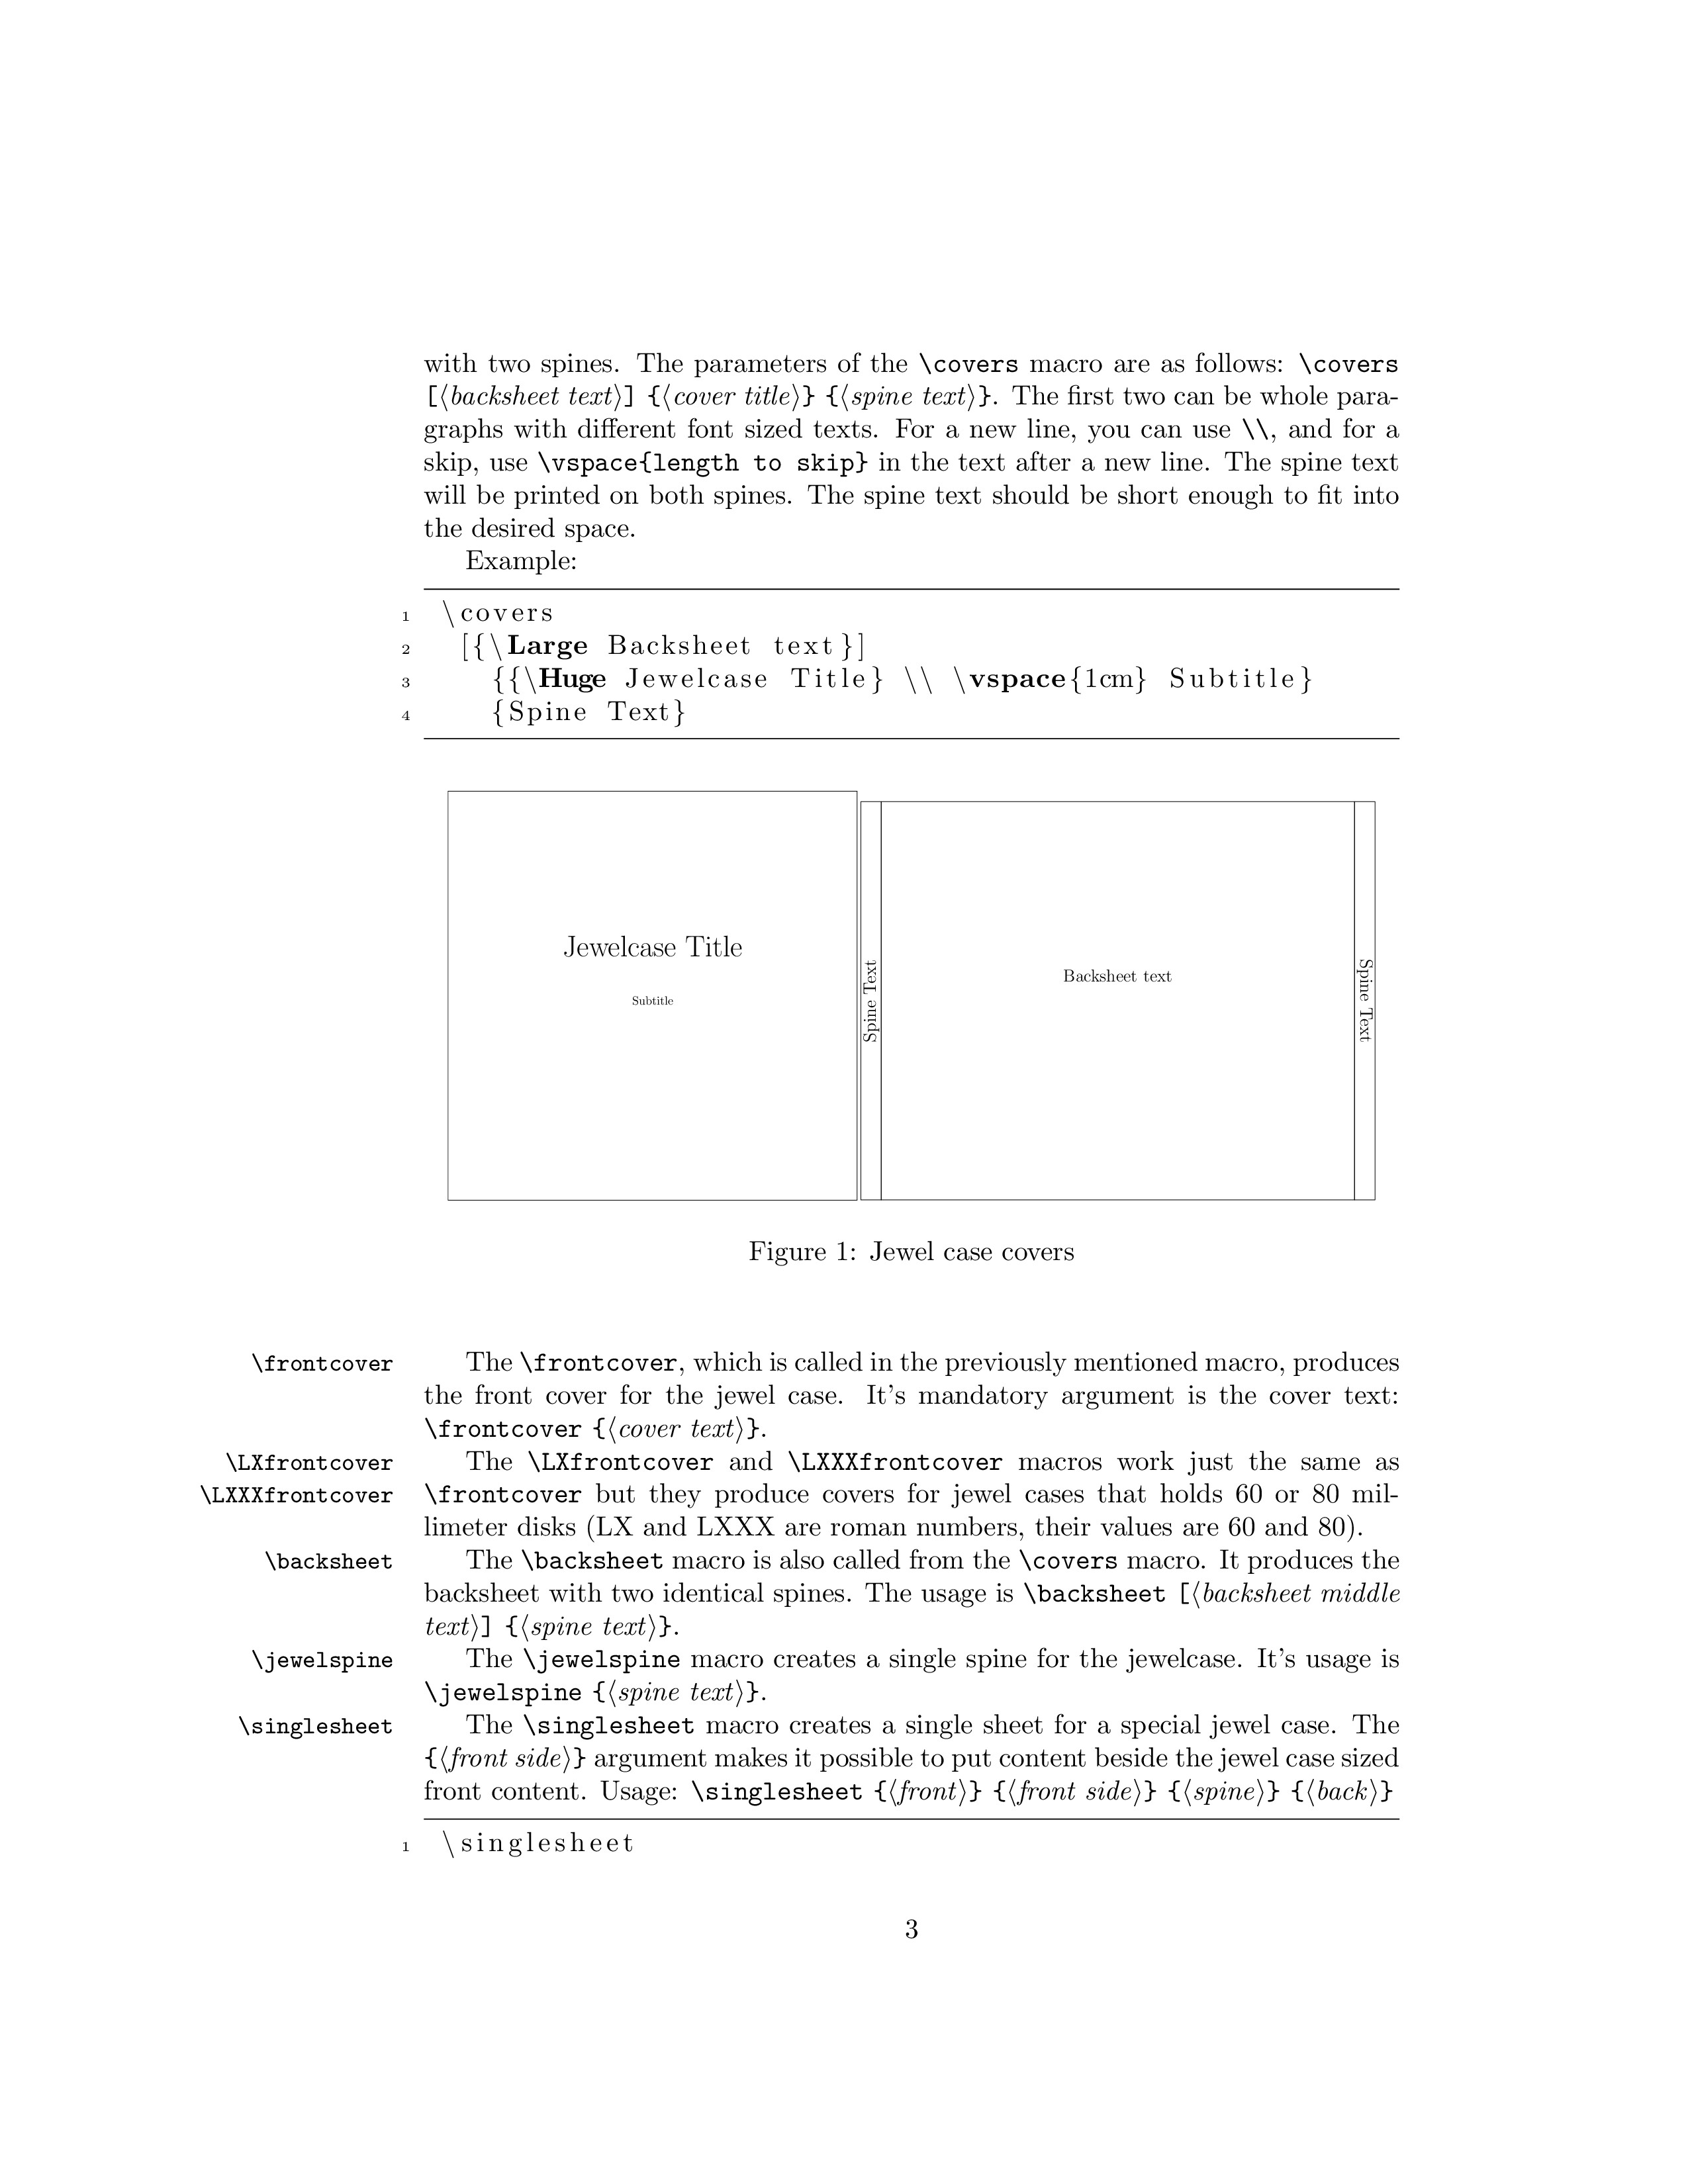 with two spines. The parameters of the \covers macro are as follows: \covers
[⟨backsheet text⟩] {⟨cover title⟩} {⟨spine text⟩}. The first two can be whole para-
graphs with different font sized texts. For a new line, you can use \\, and for a
skip, use \vspace{length to skip} in the text after a new line. The spine text
will be printed on both spines. The spine text should be short enough to fit into
the desired space.
Example:
1 \covers
2 [{\Large Backsheet text}]
3 {{\Huge Jewelcase Title} \\ \vspace{1cm} Subtitle}
4 {Spine Text}
Jewelcase Title
Subtitle
Spine Text
Backsheet text
Spine Text
Figure 1: Jewel case covers
\frontcover The \frontcover, which is called in the previously mentioned macro, produces
the front cover for the jewel case. It's mandatory argument is the cover text:
\frontcover {⟨cover text⟩}.
\LXfrontcover The \LXfrontcover and \LXXXfrontcover macros work just the same as
\LXXXfrontcover \frontcover but they produce covers for jewel cases that holds 60 or 80 mil-
limeter disks (LX and LXXX are roman numbers, their values are 60 and 80).
\backsheet The \backsheet macro is also called from the \covers macro. It produces the
backsheet with two identical spines. The usage is \backsheet [⟨backsheet middle
text⟩] {⟨spine text⟩}.
\jewelspine The \jewelspine macro creates a single spine for the jewelcase. It's usage is
\jewelspine {⟨spine text⟩}.
\singlesheet The \singlesheet macro creates a single sheet for a special jewel case. The
{⟨front side⟩} argument makes it possible to put content beside the jewel case sized
front content. Usage: \singlesheet {⟨front⟩} {⟨front side⟩} {⟨spine⟩} {⟨back⟩}
1 \singlesheet
3